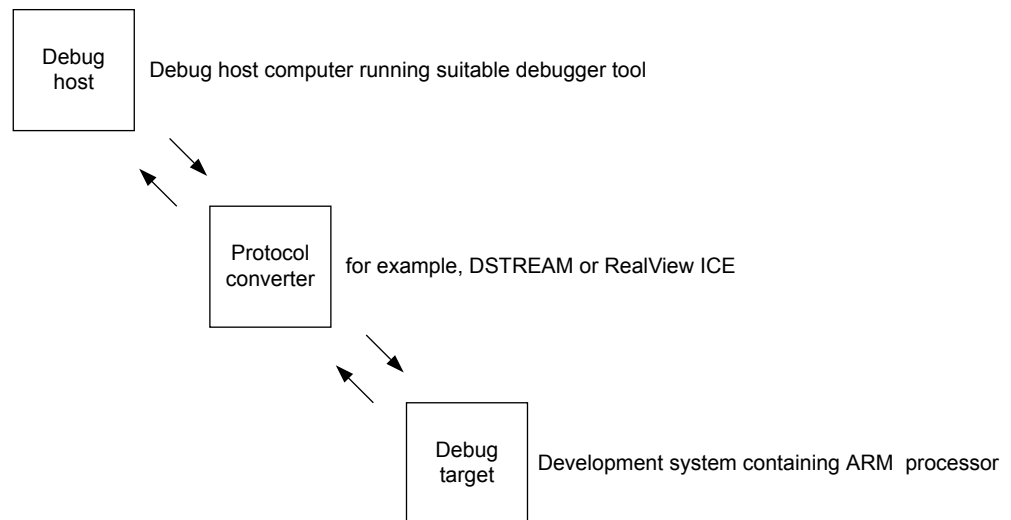 Debug
host
Debug host computer running suitable debugger tool
Protocol
converter
for example, DSTREAM or RealView ICE
Debug
target
Development system containing ARM  processor